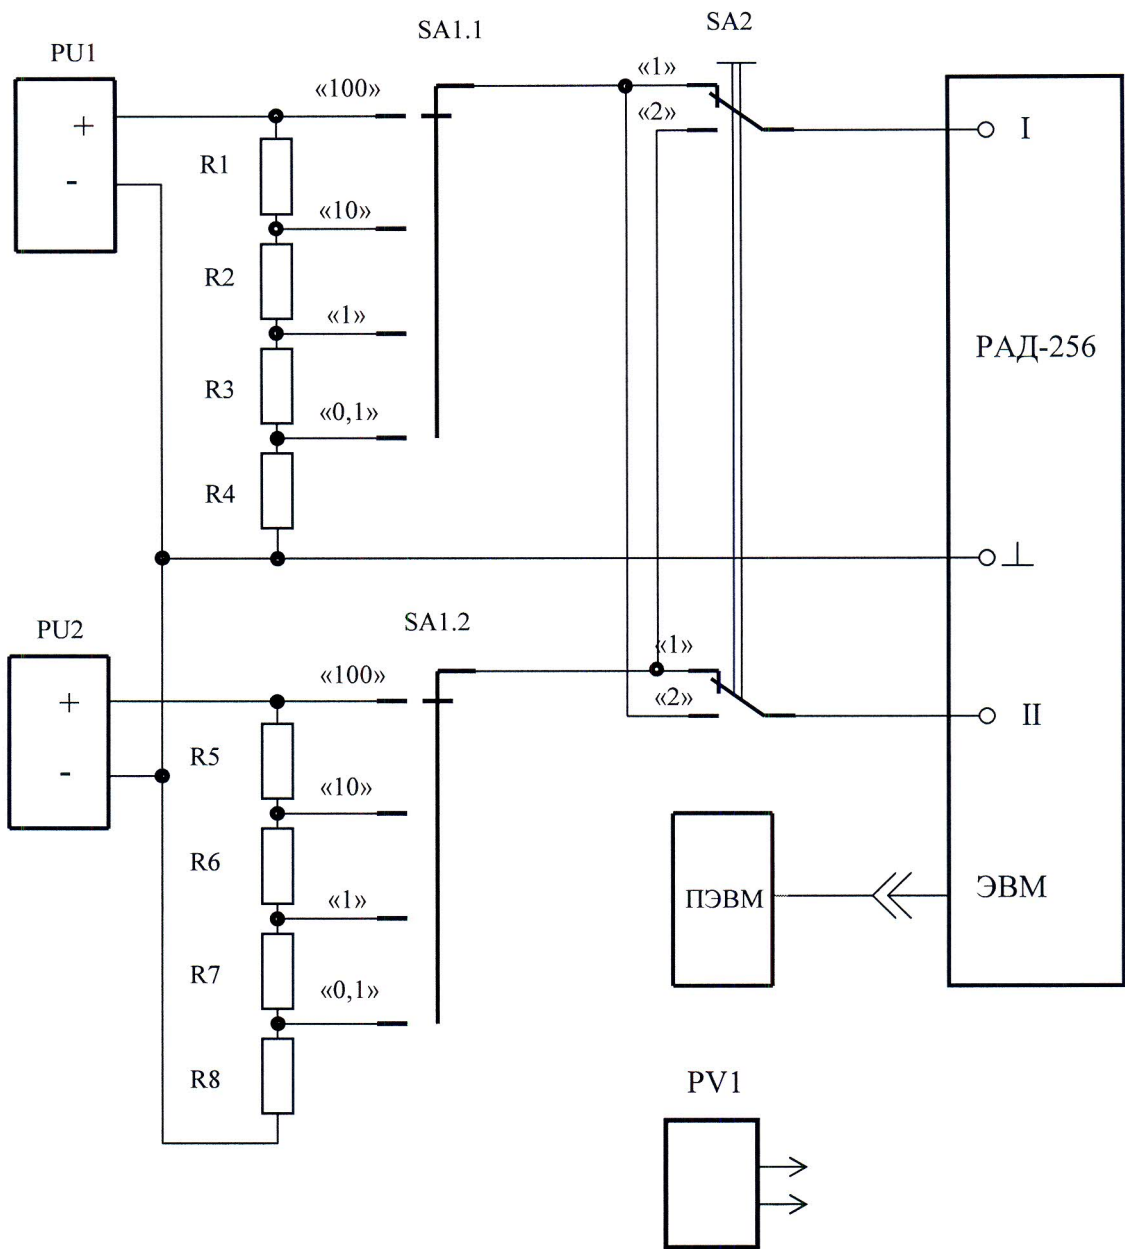 PU1
+
-
SA1.1
SA2
«100»
R1
«10»
R2
«1»
R3
«0,1»
R4
«1»
«2»
I
РАД-256
⊥
PU2
+
-
SA1.2
«100»
R5
«10»
R6
«1»
R7
«0,1»
R8
«1»
«2»
II
ПЭВМ
ЭВМ
PV1